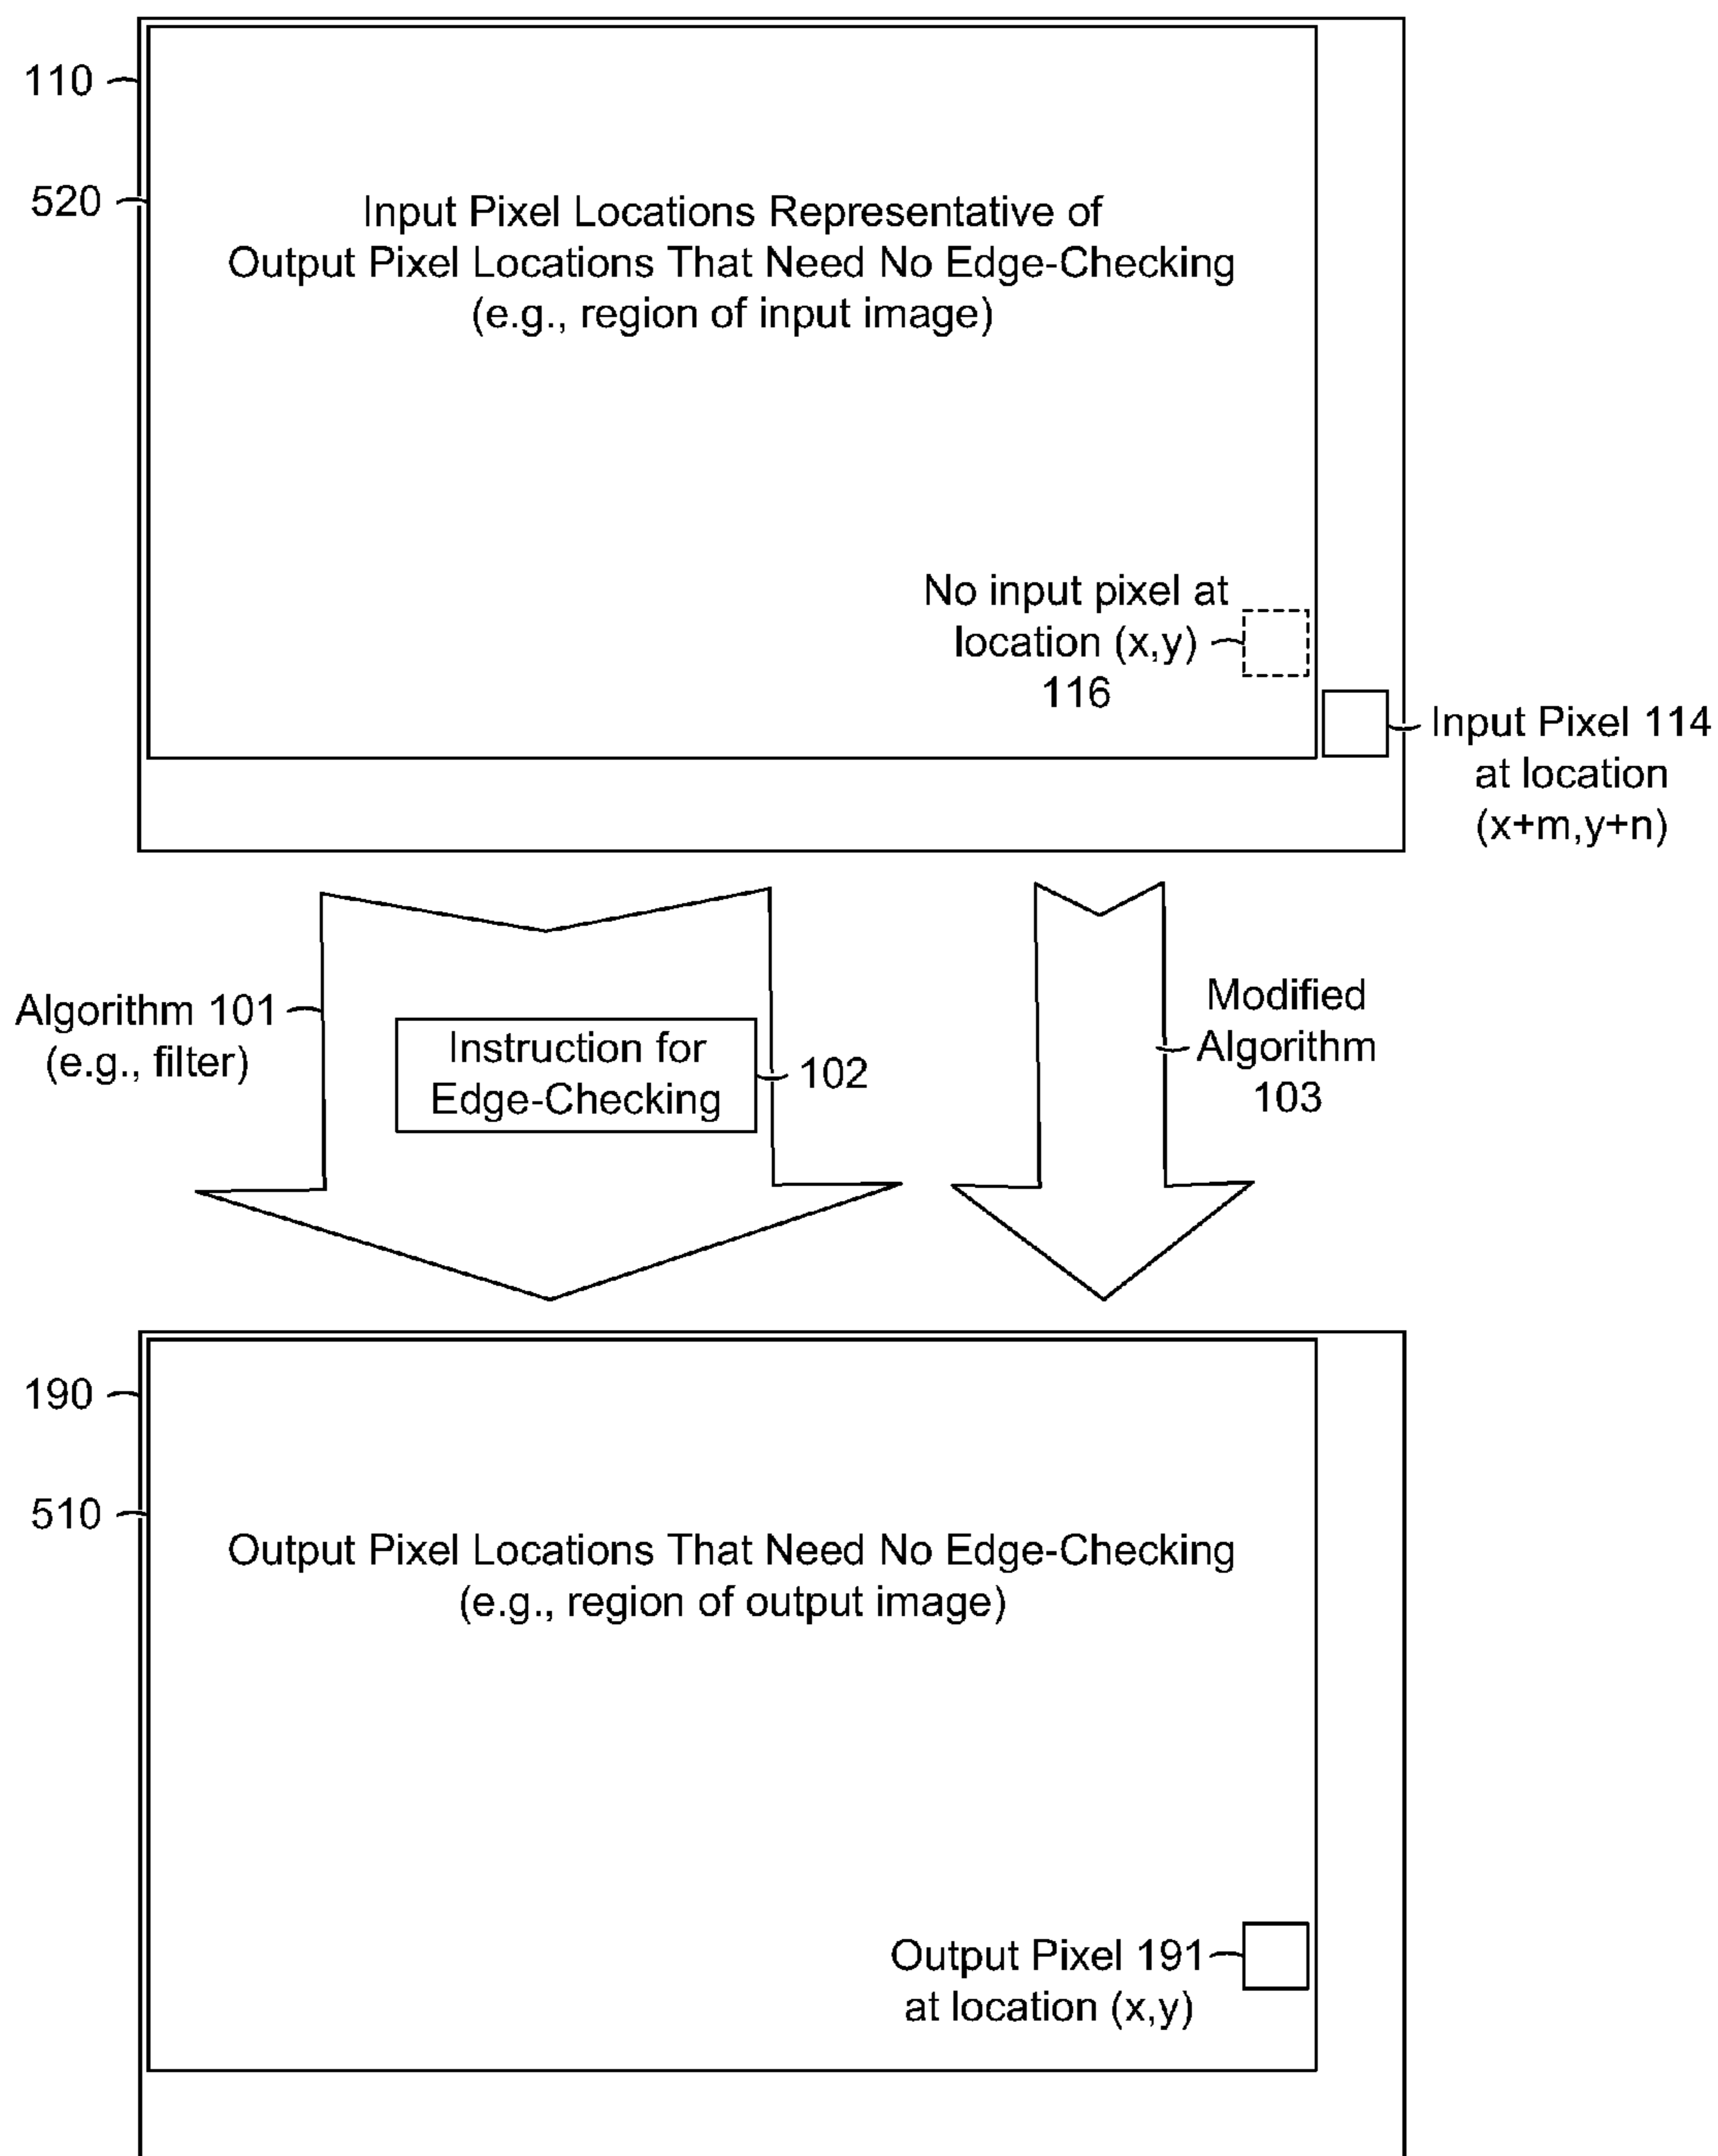 110
520
Input Pixel Locations Representative of
Output Pixel Locations That Need No Edge-Checking
(e.g., region of input image)
No input pixel at
location (x,y)
116
Input Pixel 114
at location
(x+m,y+n)
Algorithm 101
(e.g., filter)
Instruction for
Edge-Checking
102
Modified
Algorithm
103
190
510
Output Pixel Locations That Need No Edge-Checking
(e.g., region of output image)
Output Pixel 191
at location (x,y)